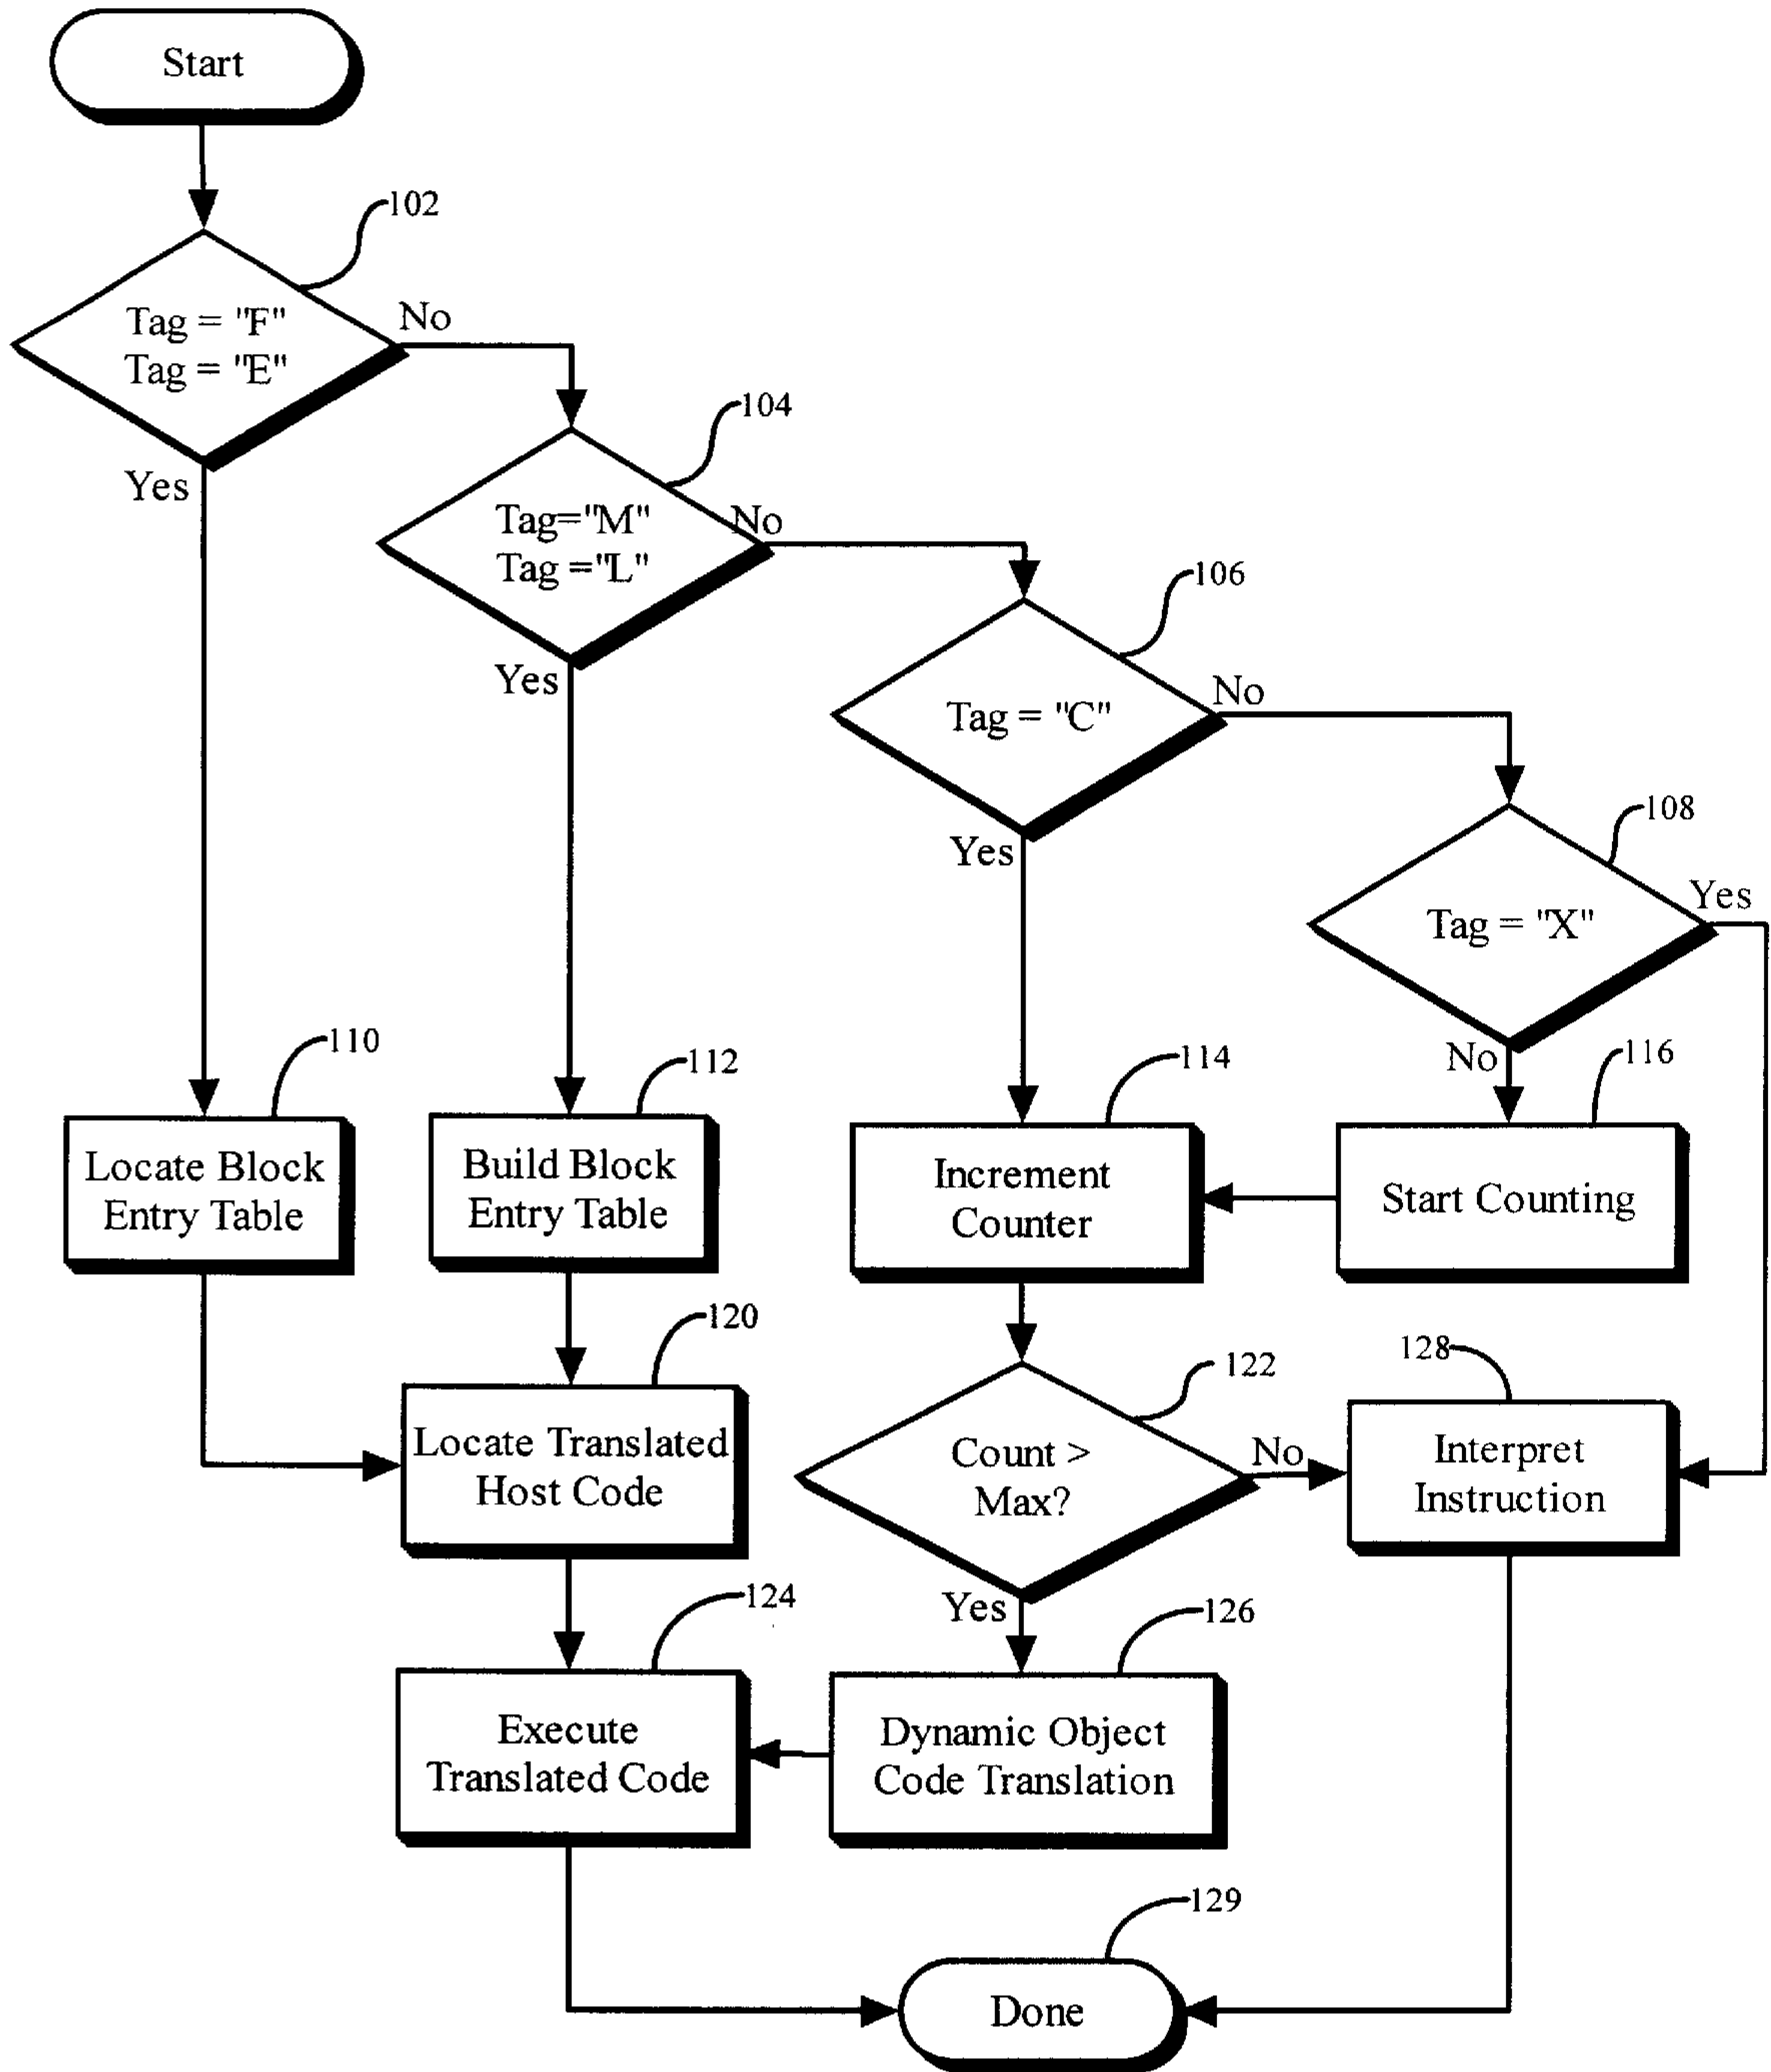 Start
102
Tag = "F"
Tag = "E"
No
Yes
104
Tag="M"
Tag ="L"
No
Yes
106
Tag = "C"
No
Yes
108
Tag = "X"
Yes
No
110
Locate Block
Entry Table
112
Build Block
Entry Table
114
Increment
Counter
116
Start Counting
120
Locate Translated
Host Code
122
Count >
Max?
No
Yes
128
Interpret
Instruction
124
Execute
Translated Code
126
Dynamic Object
Code Translation
129
Done